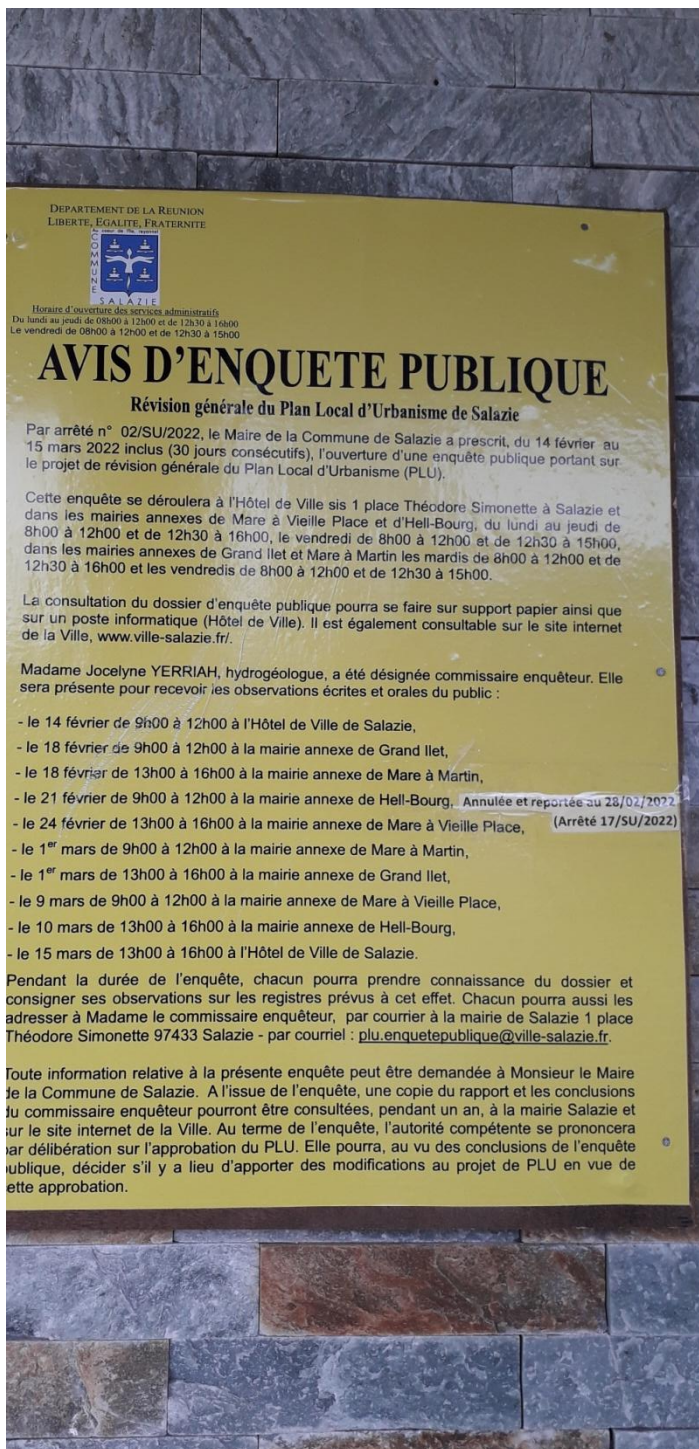 DEPARTEMENT DE LA REUNION
LIBERTE, EGALITE, FRATERNITE
Au coeur de l'île, rayonnel
COMMUNE
SALAZIE
Horaire d'ouverture des services administratifs
Du lundi au jeudi de 08h00 à 12h00 et de 12h30 à 16h00
Le vendredi de 08h00 à 12h00 et de 12h30 à 15h00
AVIS D'ENQUETE PUBLIQUE
Révision générale du Plan Local d'Urbanisme de Salazie
Par arrêté n° 02/SU/2022, le Maire de la Commune de Salazie a prescrit, du 14 février au
15 mars 2022 inclus (30 jours consécutifs), l'ouverture d'une enquête publique portant sur
le projet de révision générale du Plan Local d'Urbanisme (PLU).
Cette enquête se déroulera à l'Hôtel de Ville sis 1 place Théodore Simonette à Salazie et
dans les mairies annexes de Mare à Vieille Place et d'Hell-Bourg, du lundi au jeudi de
8h00 à 12h00 et de 12h30 à 16h00, le vendredi de 8h00 à 12h00 et de 12h30 à 15h00,
dans les mairies annexes de Grand Ilet et Mare à Martin les mardis de 8h00 à 12h00 et de
12h30 à 16h00 et les vendredis de 8h00 à 12h00 et de 12h30 à 15h00.
La consultation du dossier d'enquête publique pourra se faire sur support papier ainsi que
sur un poste informatique (Hôtel de Ville). Il est également consultable sur le site internet
de la Ville, www.ville-salazie.fr/.
Madame Jocelyne YERRIAH, hydrogéologue, a été désignée commissaire enquêteur. Elle
sera présente pour recevoir les observations écrites et orales du public :
- le 14 février de 9h00 à 12h00 à l'Hôtel de Ville de Salazie,
- le 18 février de 9h00 à 12h00 à la mairie annexe de Grand Ilet,
- le 18 février de 13h00 à 16h00 à la mairie annexe de Mare à Martin,
- le 21 février de 9h00 à 12h00 à la mairie annexe de Hell-Bourg, Annulée et reportée au 28/02/2022
(Arrêté 17/SU/2022)
- le 24 février de 13h00 à 16h00 à la mairie annexe de Mare à Vieille Place,
- le 1er mars de 9h00 à 12h00 à la mairie annexe de Mare à Martin,
- le 1er mars de 13h00 à 16h00 à la mairie annexe de Grand Ilet,
- le 9 mars de 9h00 à 12h00 à la mairie annexe de Mare à Vieille Place,
- le 10 mars de 13h00 à 16h00 à la mairie annexe de Hell-Bourg,
- le 15 mars de 13h00 à 16h00 à l'Hôtel de Ville de Salazie.
Pendant la durée de l'enquête, chacun pourra prendre connaissance du dossier et
consigner ses observations sur les registres prévus à cet effet. Chacun pourra aussi les
adresser à Madame le commissaire enquêteur, par courrier à la mairie de Salazie 1 place
Théodore Simonette 97433 Salazie - par courriel : plu.enquetepublique@ville-salazie.fr.
Toute information relative à la présente enquête peut être demandée à Monsieur le Maire
de la Commune de Salazie. A l'issue de l'enquête, une copie du rapport et les conclusions
du commissaire enquêteur pourront être consultées, pendant un an, à la mairie Salazie et
sur le site internet de la Ville. Au terme de l'enquête, l'autorité compétente se prononcera
par délibération sur l'approbation du PLU. Elle pourra, au vu des conclusions de l'enquête
publique, décider s'il y a lieu d'apporter des modifications au projet de PLU en vue de
cette approbation.